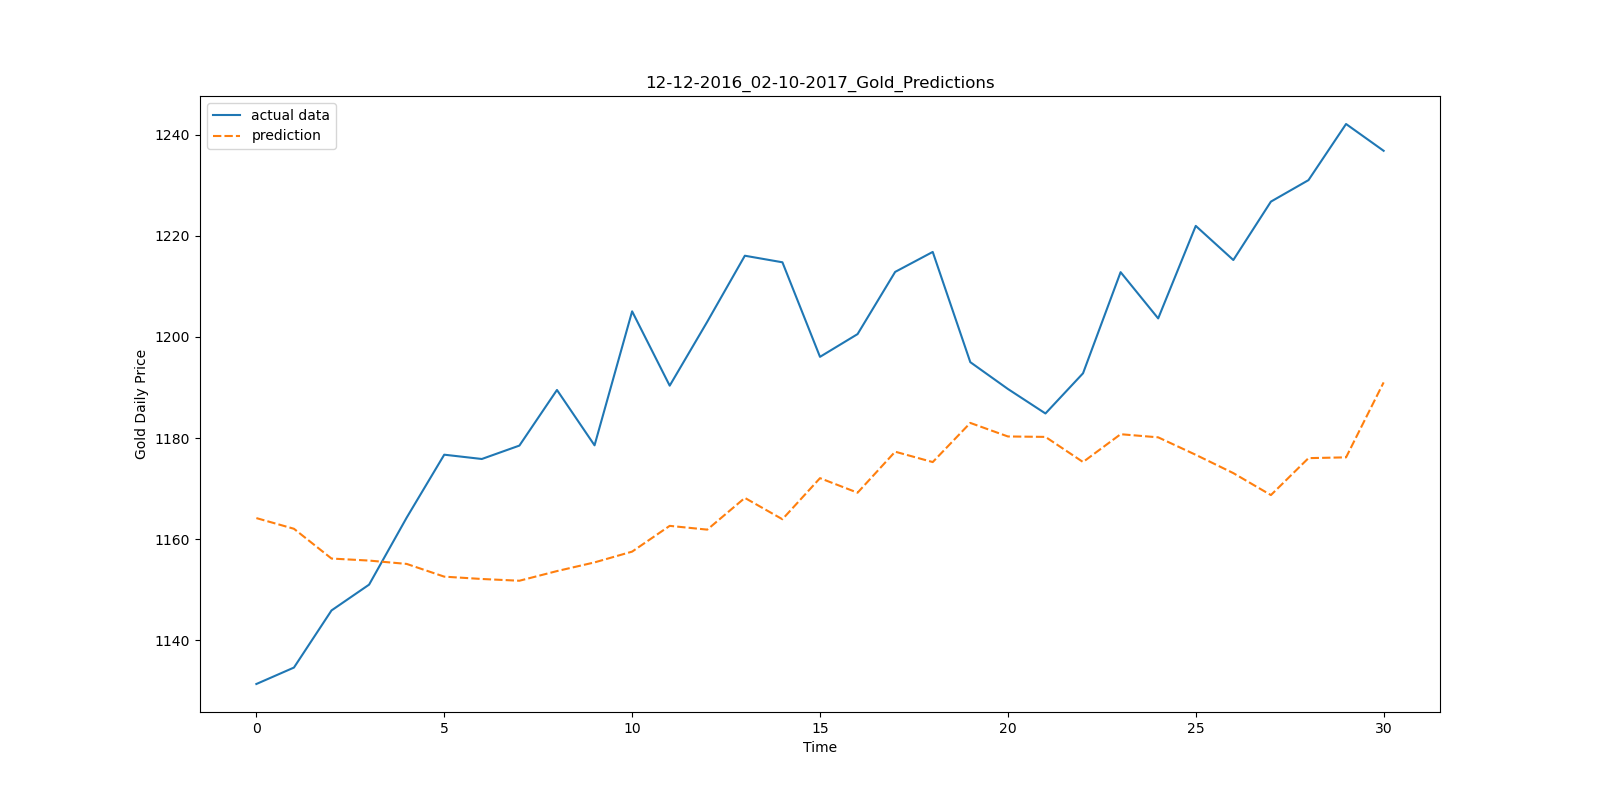 12-12-2016_02-10-2017_Gold_Predictions
actual data
prediction
1240
1220
1200
1180
1160
1140
Gold Daily Price
0 5 10 15 20 25 30
Time